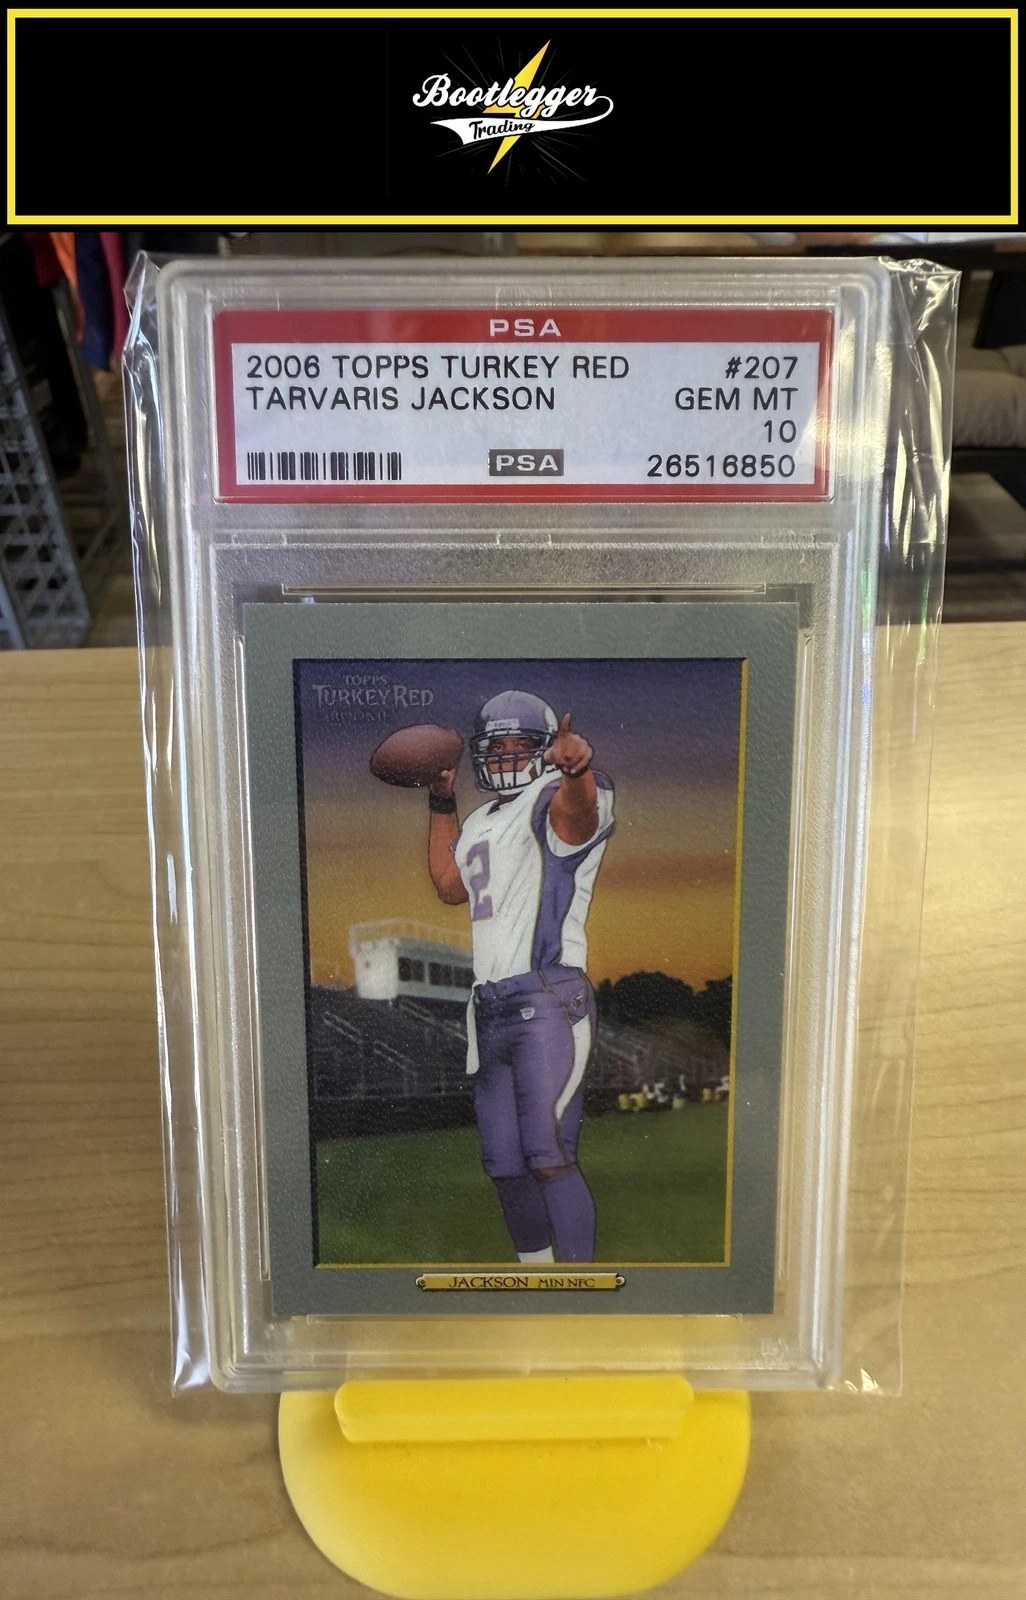 Bootlegger
Trading
PSA
2006 TOPPS TURKEY RED #207
TARVARIS JACKSON GEM MT
10
PSA 26516850
TOPPS
TURKEY RED
ROOKIE
2
JACKSON MIN NFC